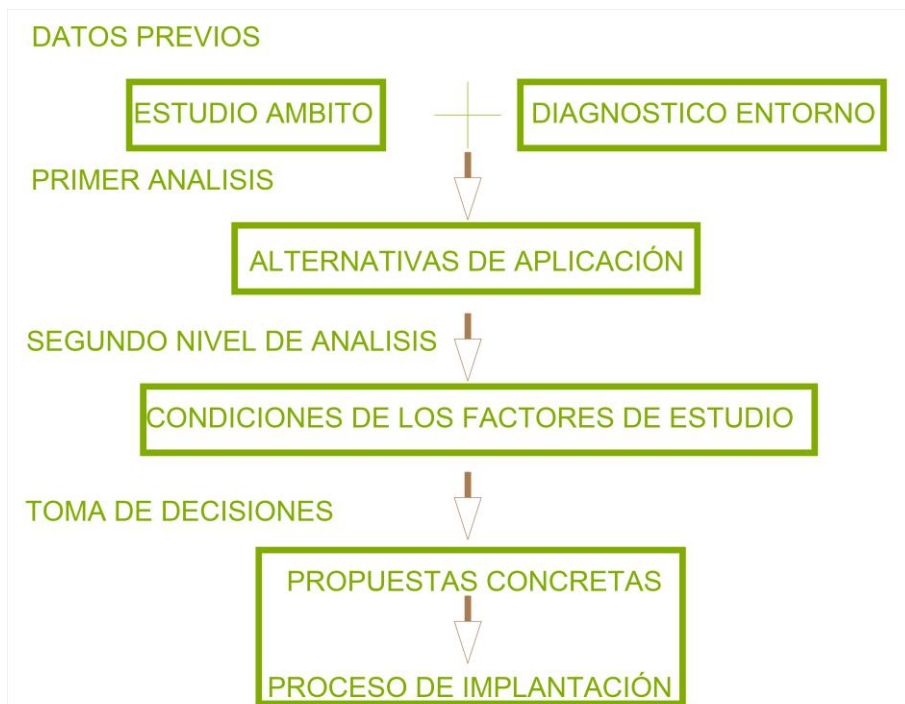 DATOS PREVIOS
ESTUDIO AMBITO
DIAGNOSTICO ENTORNO
PRIMER ANALISIS
ALTERNATIVAS DE APLICACIÓN
SEGUNDO NIVEL DE ANALISIS
CONDICIONES DE LOS FACTORES DE ESTUDIO
TOMA DE DECISIONES
PROPUESTAS CONCRETAS
PROCESO DE IMPLANTACIÓN